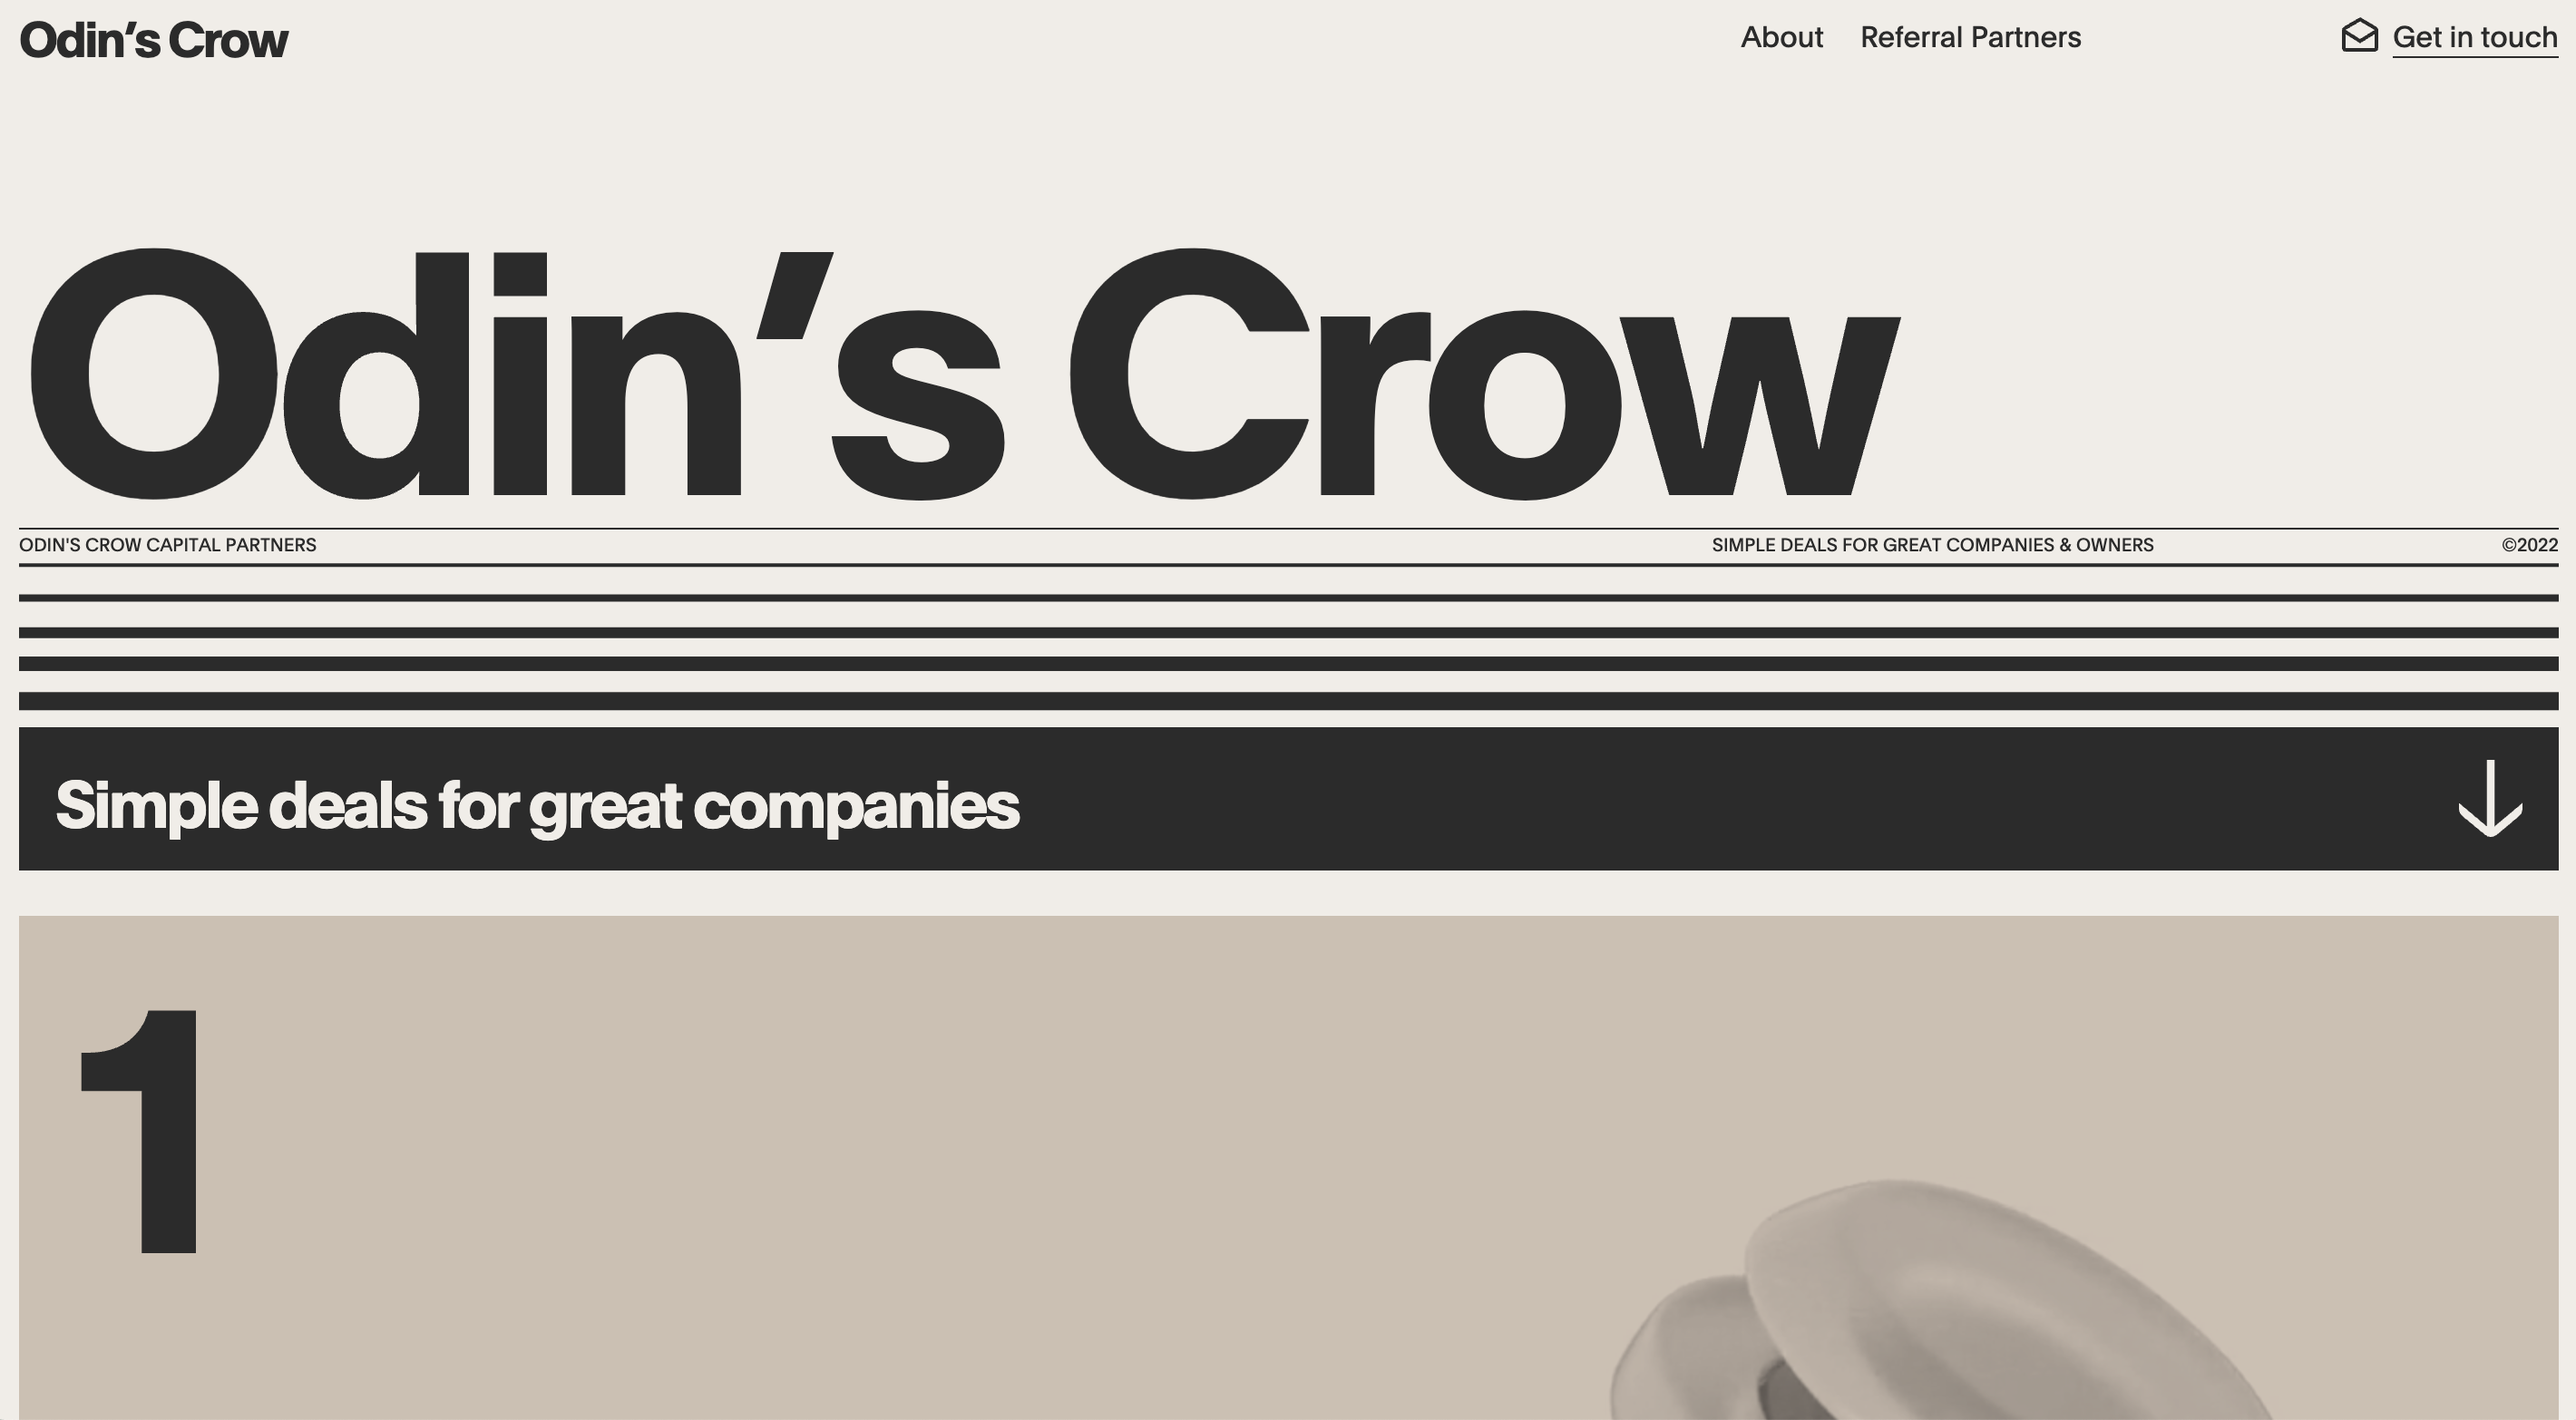 Odin’s Crow
About
Referral Partners
Get in touch
Odin’s Crow
ODIN'S CROW CAPITAL PARTNERS
SIMPLE DEALS FOR GREAT COMPANIES & OWNERS
©2022
Simple deals for great companies
1